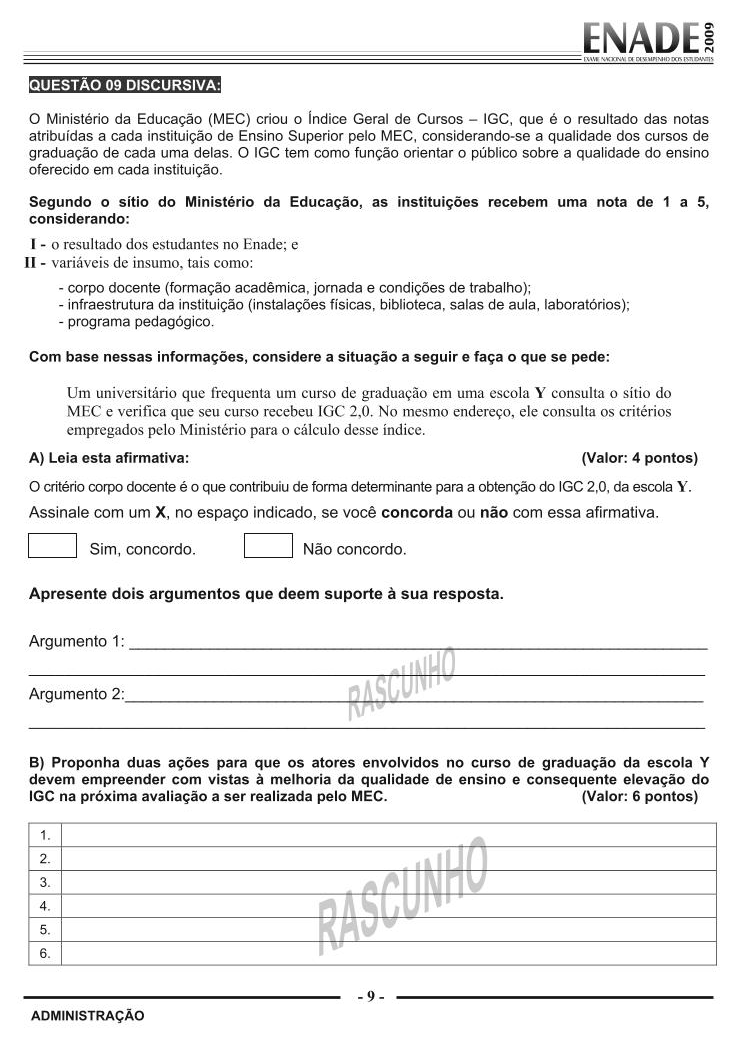 ENADE 2009
EXAME NACIONAL DE DESEMPENHO DOS ESTUDANTES
QUESTÃO 09 DISCURSIVA:
O Ministério da Educação (MEC) criou o Índice Geral de Cursos – IGC, que é o resultado das notas
atribuídas a cada instituição de Ensino Superior pelo MEC, considerando-se a qualidade dos cursos de
graduação de cada uma delas. O IGC tem como função orientar o público sobre a qualidade do ensino
oferecido em cada instituição.
Segundo o sítio do Ministério da Educação, as instituições recebem uma nota de 1 a 5,
considerando:
I - o resultado dos estudantes no Enade; e
II - variáveis de insumo, tais como:
- corpo docente (formação acadêmica, jornada e condições de trabalho);
- infraestrutura da instituição (instalações físicas, biblioteca, salas de aula, laboratórios);
- programa pedagógico.
Com base nessas informações, considere a situação a seguir e faça o que se pede:
Um universitário que frequenta um curso de graduação em uma escola Y consulta o sítio do
MEC e verifica que seu curso recebeu IGC 2,0. No mesmo endereço, ele consulta os critérios
empregados pelo Ministério para o cálculo desse índice.
A) Leia esta afirmativa: (Valor: 4 pontos)
O critério corpo docente é o que contribuiu de forma determinante para a obtenção do IGC 2,0, da escola Y.
Assinale com um X, no espaço indicado, se você concorda ou não com essa afirmativa.
Sim, concordo. Não concordo.
Apresente dois argumentos que deem suporte à sua resposta.
Argumento 1:
RASCUNHO
Argumento 2:
B) Proponha duas ações para que os atores envolvidos no curso de graduação da escola Y
devem empreender com vistas à melhoria da qualidade de ensino e consequente elevação do
IGC na próxima avaliação a ser realizada pelo MEC. (Valor: 6 pontos)
1.
2.
3.
4.
5.
6.
RASCUNHO
- 9 -
ADMINISTRAÇÃO